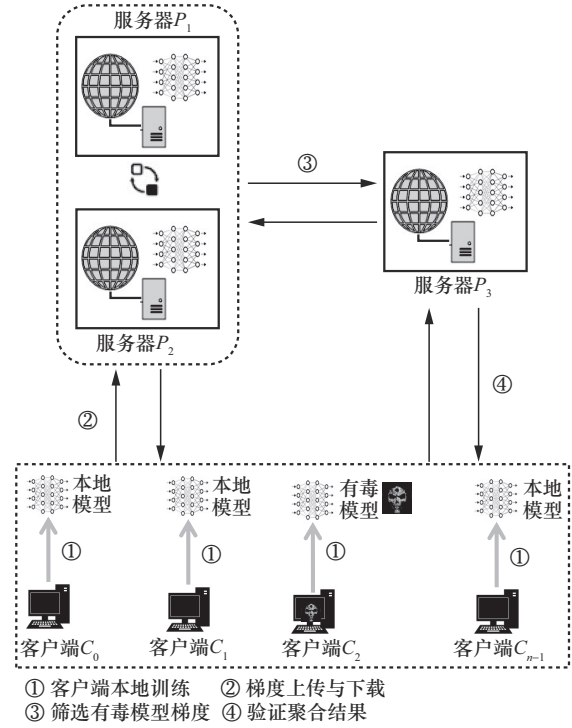 服务器P₁
③
服务器P₃
服务器P₂
②
④
本地模型
本地模型
有毒模型
本地模型
①
①
①
①
客户端C₀
客户端C₁
客户端C₂
客户端Cₙ₋₁
① 客户端本地训练 ② 梯度上传与下载
③ 筛选有毒模型梯度 ④ 验证聚合结果